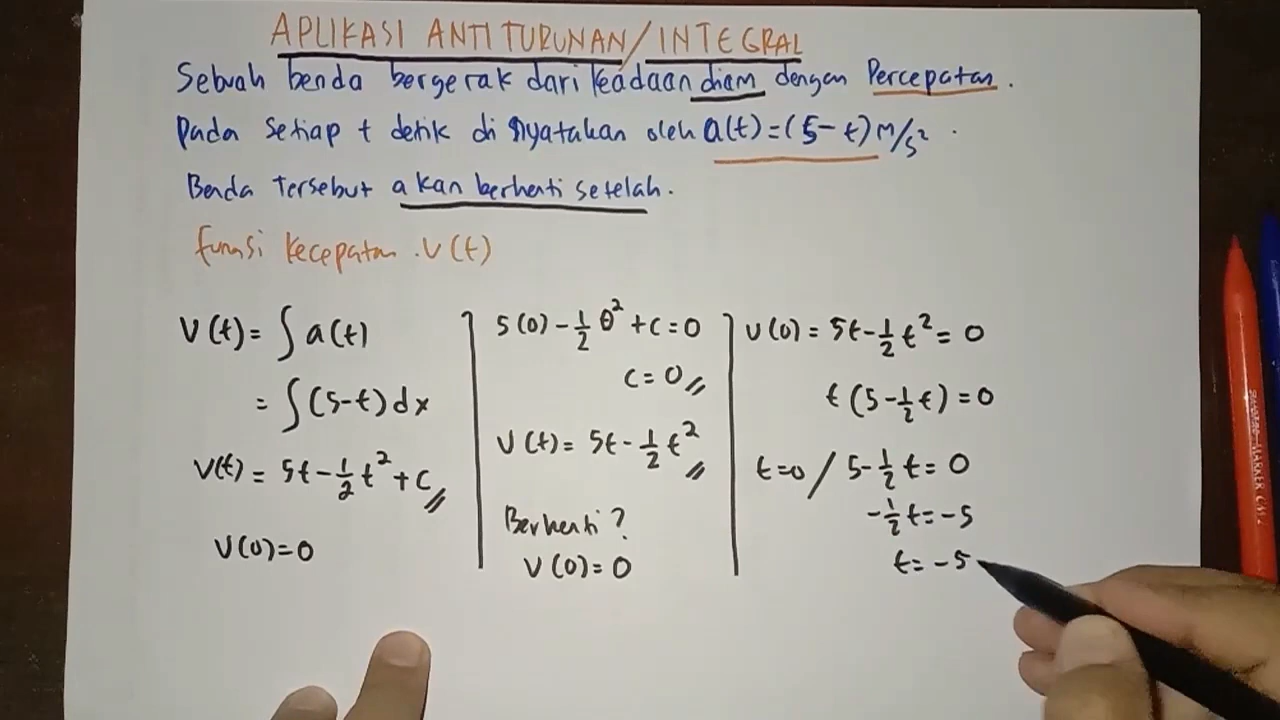 APLIKASI ANTI TURUNAN/INTEGRAL
Sebuah benda bergerak dari keadaan diam dengan Percepatan.
Pada Setiap t detik di nyatakan oleh a(t)=(5-t) m/s².
Benda tersebut akan berhenti setelah.
fungsi kecepatan . V(t)
V(t)= ∫ a(t)
= ∫(5-t) dx
V(t) = 5t - 1/2 t² + C //
V(0)=0
5(0) - 1/2 0² + C = 0
C = 0 //
V(t) = 5t - 1/2 t² //
Berhenti?
V(0) = 0
V(0) = 5t - 1/2 t² = 0
t(5 - 1/2 t) = 0
t=0 / 5 - 1/2 t = 0
- 1/2 t = -5
t = -5